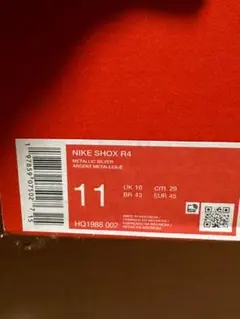 NIKE SHOX R4
METALLIC SILVER
ARGENT METALLIQUE
11
UK 10
cm. 29
BR 43
EUR 45
HQ1988 002